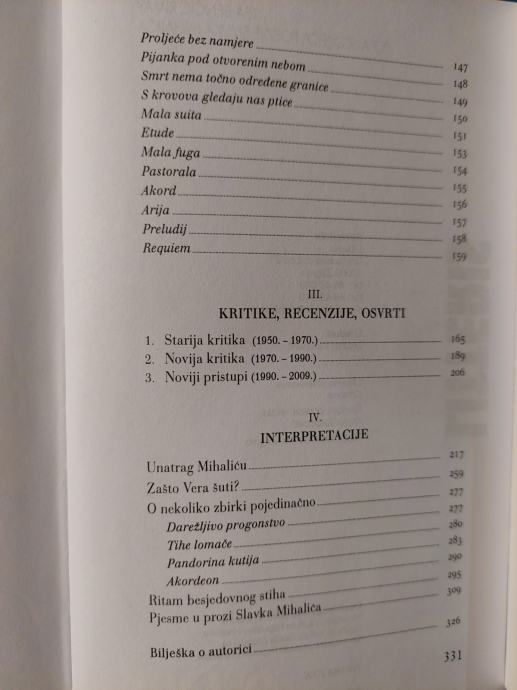 Proljeće bez namjere 147
Pijanka pod otvorenim nebom 148
Smrt nema točno određene granice 149
S krovova gledaju nas ptice 150
Mala suita 151
Etude 153
Mala fuga 154
Pastorala 155
Akord 156
Arija 157
Preludij 158
Requiem 159
III.
KRITIKE, RECENZIJE, OSVRTI
1. Starija kritika (1950. – 1970.) 165
2. Novija kritika (1970. – 1990.) 189
3. Noviji pristupi (1990. – 2009.) 206
IV.
INTERPRETACIJE
Unatrag Mihaliću 217
Zašto Vera šuti? 259
O nekoliko zbirki pojedinačno 277
Darežljivo progonstvo 277
Tihe lomače 280
Pandorina kutija 283
Akordeon 290
Ritam besjedovnog stiha 295
Pjesme u prozi Slavka Mihalića 309
Bilješka o autorici 326
331